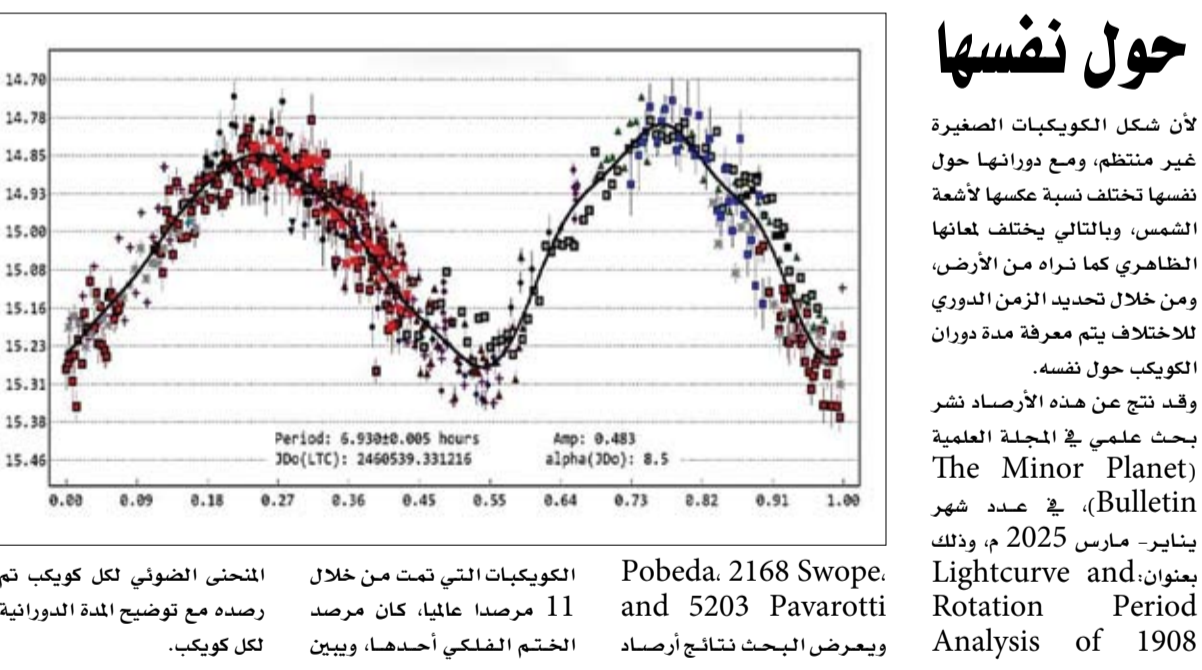 حول نفسها
لأن شكل الكويكبات الصغيرة
غير منتظم، ومع دورانها حول
نفسها تختلف نسبة عكسها لأشعة
الشمس، وبالتالي يختلف لمعانها
الظاهري كما نراه من الأرض،
ومن خلال تحديد الزمن الدوري
للاختلاف يتم معرفة مدة دوران
الكويكب حول نفسه.
وقد نتج عن هذه الأرصاد نشر
بحث علمي في المجلة العلمية
(The Minor Planet
Bulletin)، في عدد شهر
يناير- مارس 2025 م، وذلك
بعنوان: Lightcurve and
Rotation Period
Analysis of 1908
Pobeda, 2168 Swope,
and 5203 Pavarotti
ويعرض البحث نتائج أرصاد
الكويكبات التي تمت من خلال
11 مرصدا عالميا، كان مرصد
الختم الفلكي أحدها، ويبين
المنحنى الضوئي لكل كويكب تم
رصده مع توضيح المدة الدورانية
لكل كويكب.
14.70
14.78
14.85
14.93
15.00
15.08
15.16
15.23
15.31
15.38
15.46
Period: 6.930±0.005 hours Amp: 0.483
JDo(LTC): 2460539.331216 alpha(JDo): 8.5
0.00 0.09 0.18 0.27 0.36 0.45 0.55 0.64 0.73 0.82 0.91 1.00